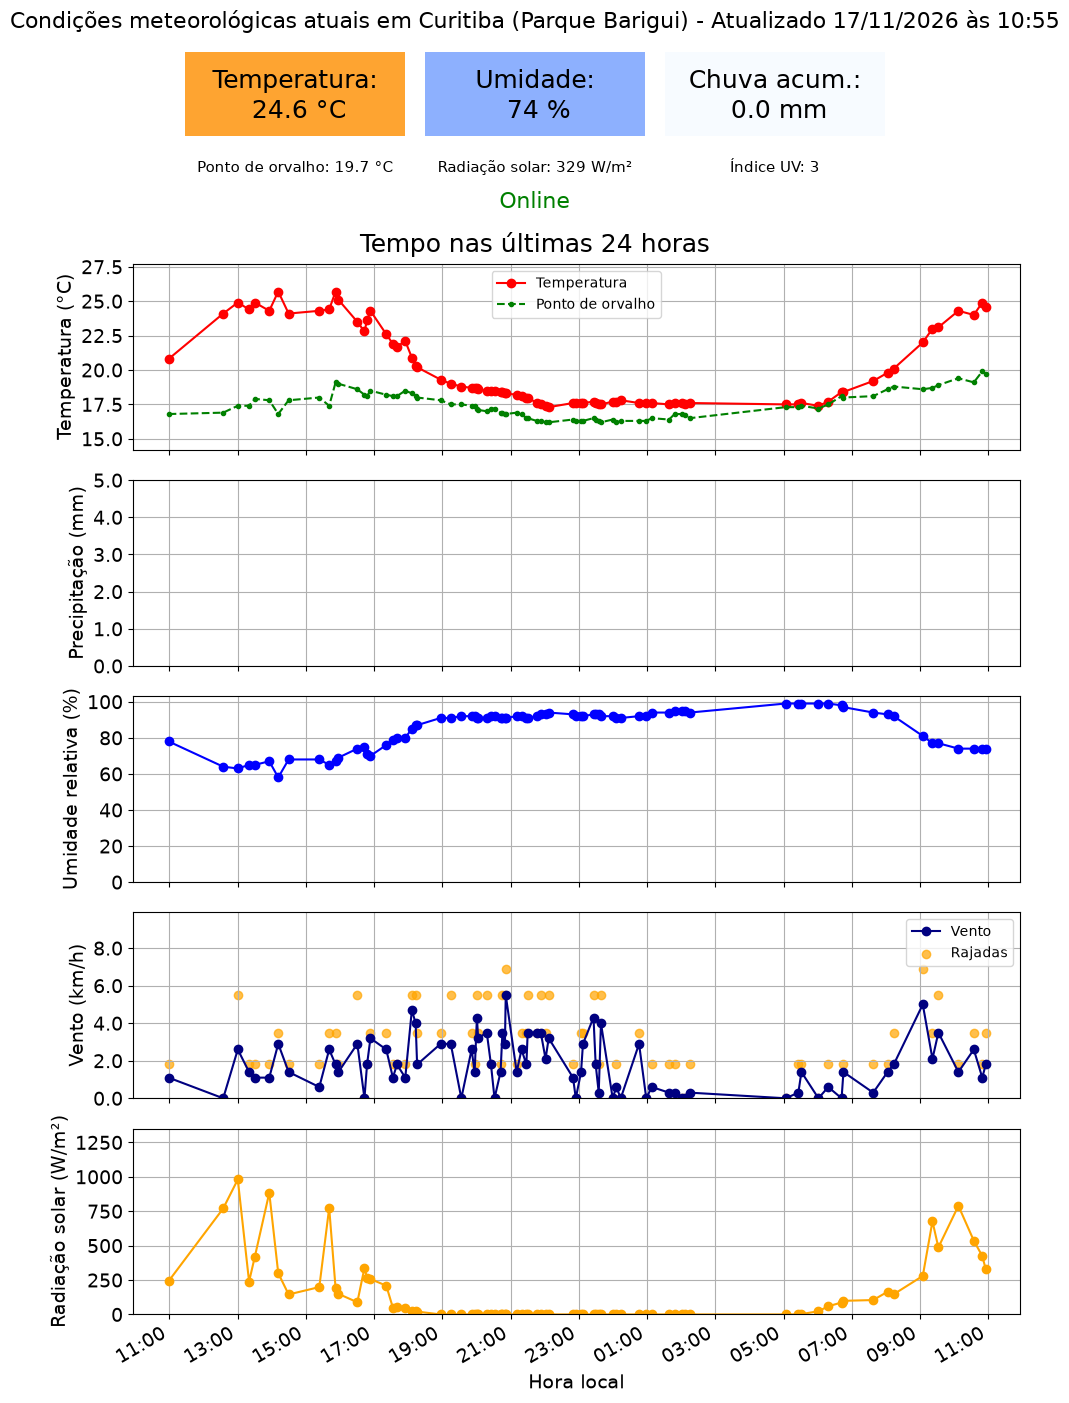 Condições meteorológicas atuais em Curitiba (Parque Barigui) - Atualizado 17/11/2026 às 10:55
Temperatura:
24.6 °C
Umidade:
74 %
Chuva acum.:
0.0 mm
Ponto de orvalho: 19.7 °C
Radiação solar: 329 W/m²
Índice UV: 3
Online
Tempo nas últimas 24 horas
Temperatura (°C)
27.5
25.0
22.5
20.0
17.5
15.0
Temperatura
Ponto de orvalho
Precipitação (mm)
5.0
4.0
3.0
2.0
1.0
0.0
Umidade relativa (%)
100
80
60
40
20
0
Vento (km/h)
8.0
6.0
4.0
2.0
0.0
Vento
Rajadas
Radiação solar (W/m²)
1250
1000
750
500
250
0
11:00
13:00
15:00
17:00
19:00
21:00
23:00
01:00
03:00
05:00
07:00
09:00
11:00
Hora local